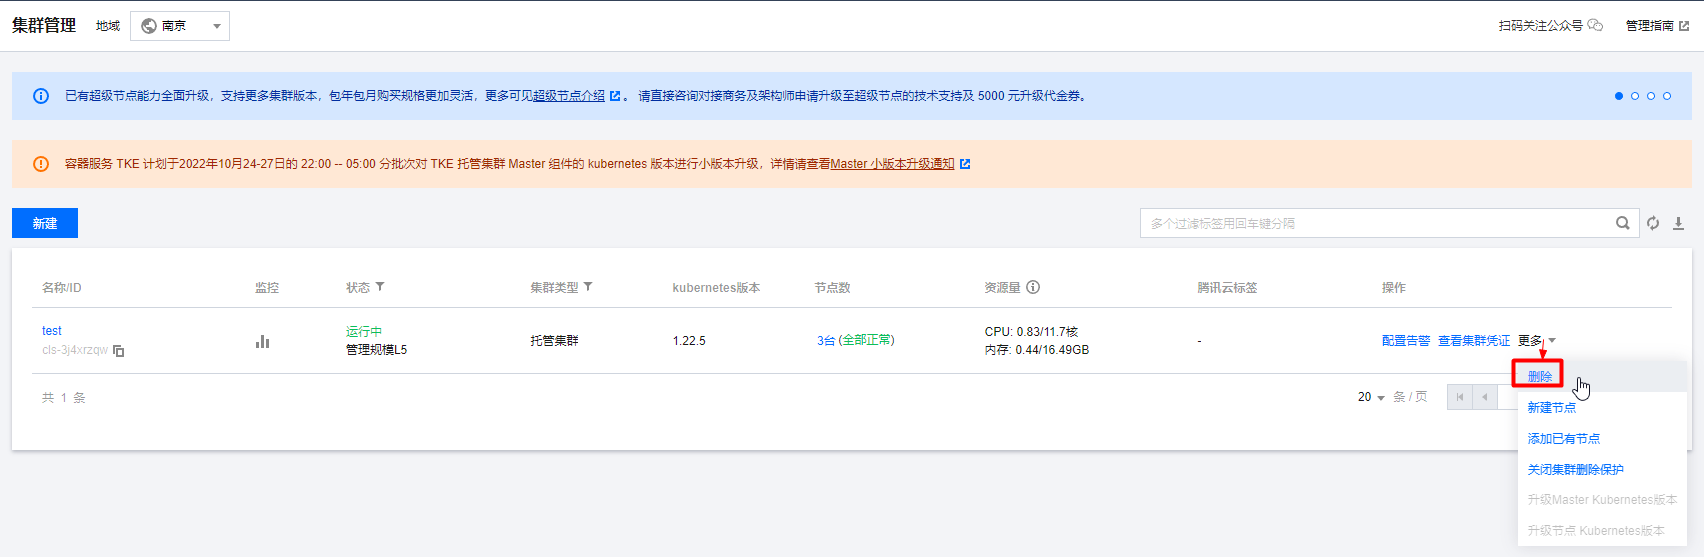 集群管理 地域 南京 扫码关注公众号 管理指南
已有超级节点能力全面升级，支持更多集群版本，包年包月购买规格更加灵活，更多可见超级节点介绍 。 请直接咨询对接商务及架构师申请升级至超级节点的技术支持及 5000 元升级代金券。
容器服务 TKE 计划于2022年10月24-27日的 22:00 -- 05:00 分批次对 TKE 托管集群 Master 组件的 kubernetes 版本进行小版本升级，详情请查看Master 小版本升级通知
新建 多个过滤标签用回车键分隔
名称/ID 监控 状态 集群类型 kubernetes版本 节点数 资源量 腾讯云标签 操作
test
cls-3j4xrzqw
运行中
管理规模L5
托管集群
1.22.5
3台 (全部正常)
CPU: 0.83/11.7核
内存: 0.44/16.49GB
-
配置告警 查看集群凭证 更多
共 1 条 20 条 / 页
删除
新建节点
添加已有节点
关闭集群删除保护
升级Master Kubernetes版本
升级节点 Kubernetes版本